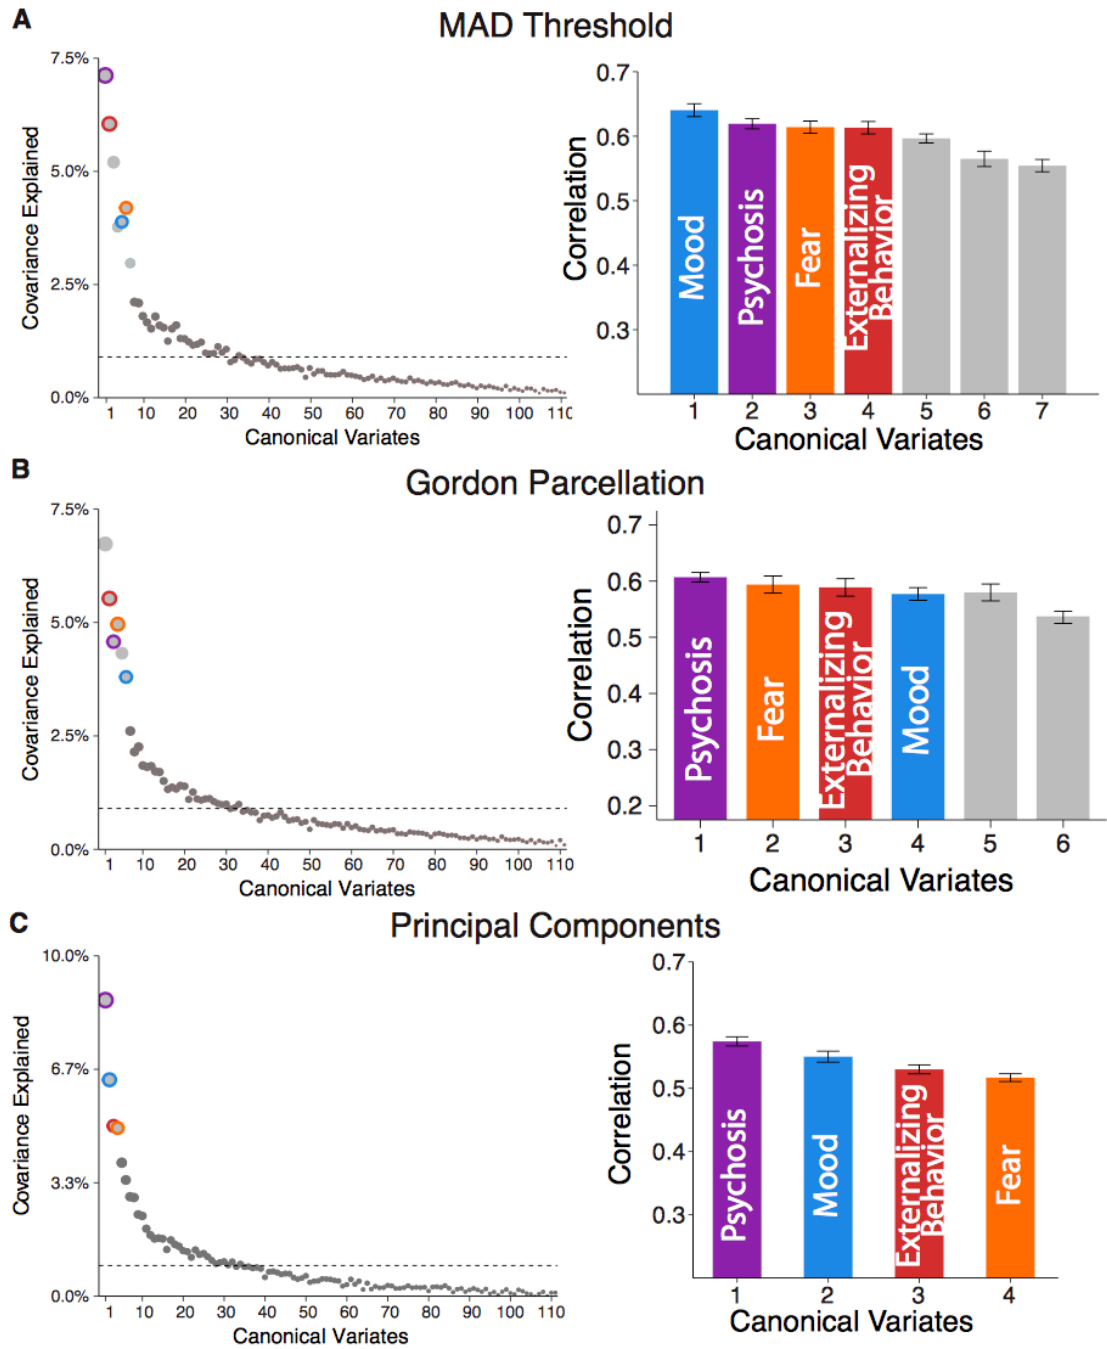 A
MAD Threshold
7.5%
5.0%
2.5%
0.0%
Covariance Explained
1 10 20 30 40 50 60 70 80 90 100 110
Canonical Variates
0.7
0.6
0.5
0.4
0.3
Correlation
Mood
Psychosis
Fear
Externalizing
Behavior
1 2 3 4 5 6 7
Canonical Variates
B
Gordon Parcellation
7.5%
5.0%
2.5%
0.0%
Covariance Explained
1 10 20 30 40 50 60 70 80 90 100 110
Canonical Variates
0.7
0.6
0.5
0.4
0.3
0.2
Correlation
Psychosis
Fear
Externalizing
Behavior
Mood
1 2 3 4 5 6
Canonical Variates
C
Principal Components
10.0%
6.7%
3.3%
0.0%
Covariance Explained
1 10 20 30 40 50 60 70 80 90 100 110
Canonical Variates
0.7
0.6
0.5
0.4
0.3
Correlation
Psychosis
Mood
Externalizing
Behavior
Fear
1 2 3 4
Canonical Variates